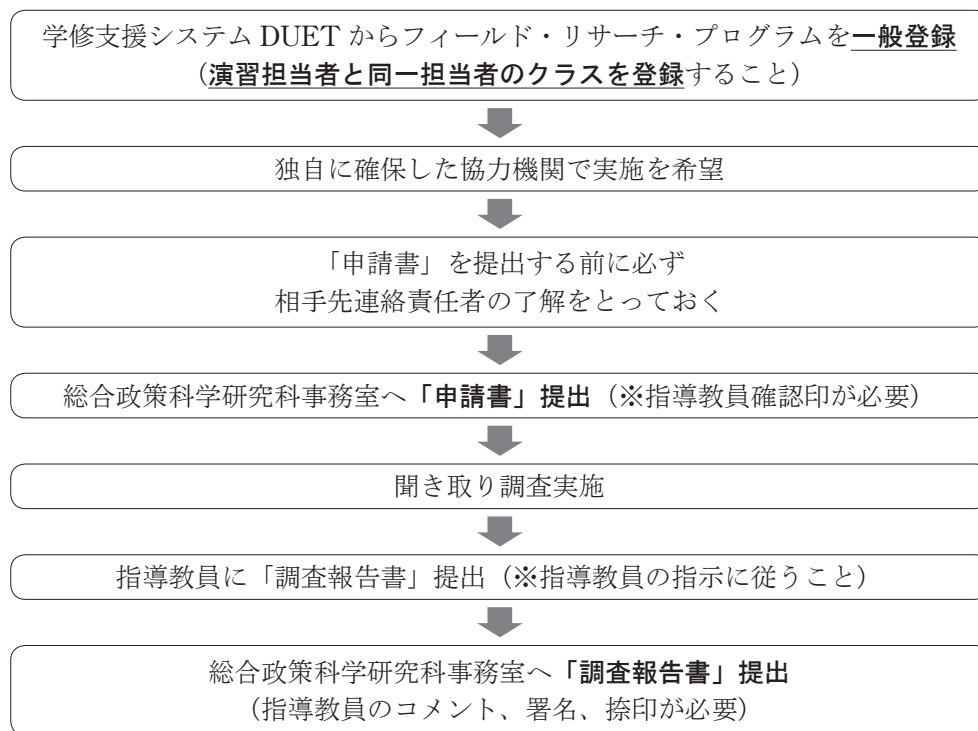 学修支援システム DUET からフィールド・リサーチ・プログラムを一般登録
（演習担当者と同一担当者のクラスを登録すること）
独自に確保した協力機関で実施を希望
「申請書」を提出する前に必ず
相手先連絡責任者の了解をとっておく
総合政策科学研究科事務室へ「申請書」提出（※指導教員確認印が必要）
聞き取り調査実施
指導教員に「調査報告書」提出（※指導教員の指示に従うこと）
総合政策科学研究科事務室へ「調査報告書」提出
（指導教員のコメント、署名、捺印が必要）